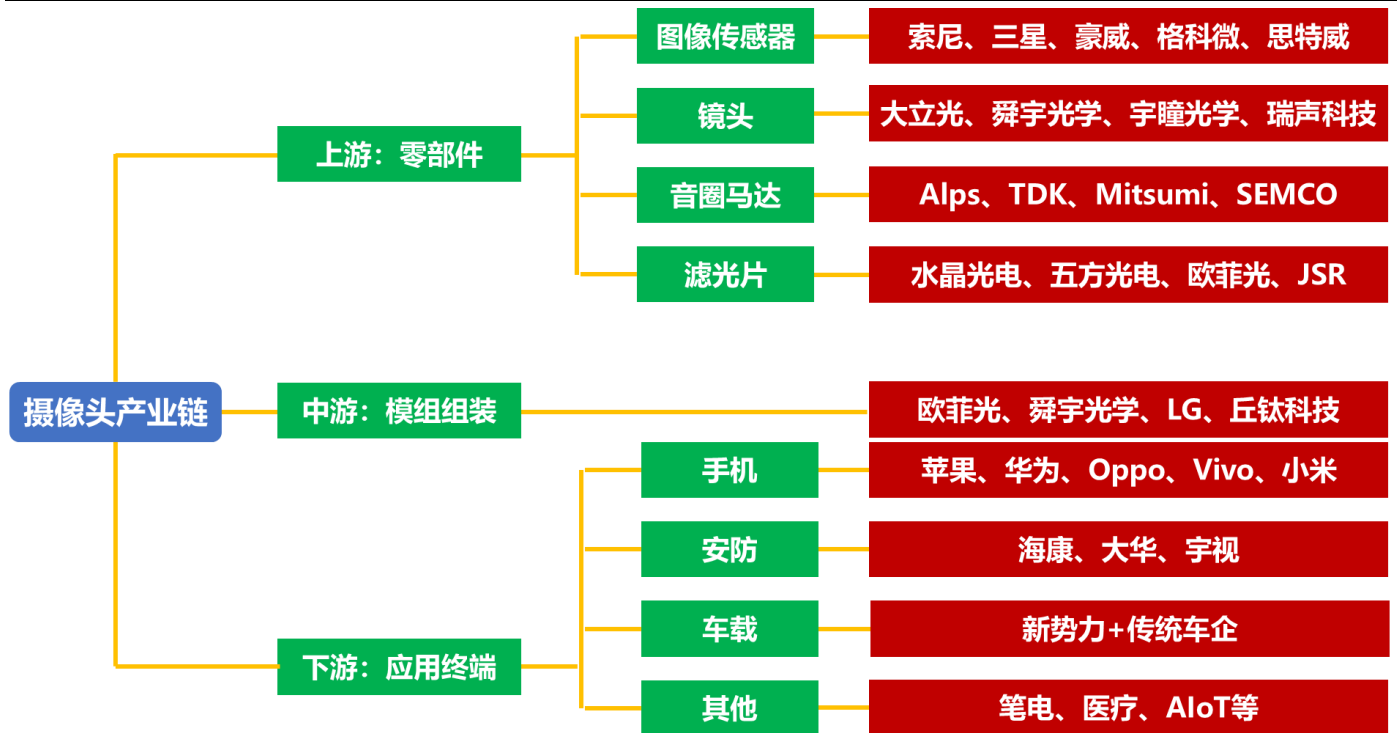 图像传感器
索尼、三星、豪威、格科微、思特威
镜头
大立光、舜宇光学、宇瞳光学、瑞声科技
上游：零部件
音圈马达
Alps、TDK、Mitsumi、SEMCO
滤光片
水晶光电、五方光电、欧菲光、JSR
摄像头产业链
中游：模组组装
欧菲光、舜宇光学、LG、丘钛科技
手机
苹果、华为、Oppo、Vivo、小米
安防
海康、大华、宇视
车载
新势力+传统车企
下游：应用终端
其他
笔电、医疗、AIoT等